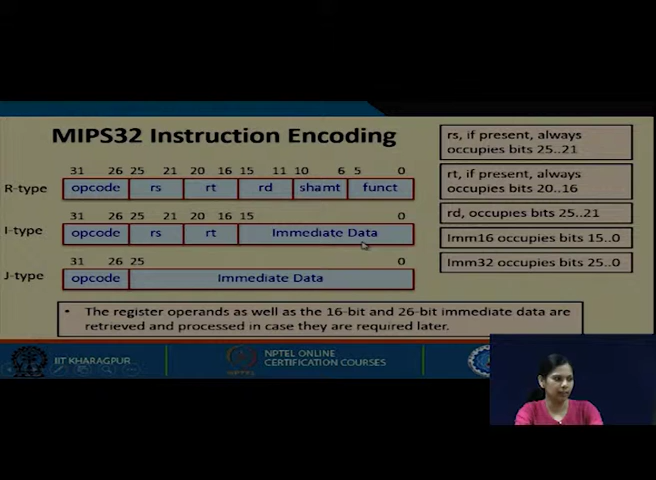 MIPS32 Instruction Encoding
31 26 25 21 20 16 15 11 10 6 5 0
R-type opcode rs rt rd shamt funct
31 26 25 21 20 16 15 0
I-type opcode rs rt Immediate Data
31 26 25 0
J-type opcode Immediate Data
rs, if present, always
occupies bits 25..21
rt, if present, always
occupies bits 20..16
rd, occupies bits 25..21
Imm16 occupies bits 15..0
Imm32 occupies bits 25..0
• The register operands as well as the 16-bit and 26-bit immediate data are
retrieved and processed in case they are required later.
IIT KHARAGPUR
NPTEL ONLINE
CERTIFICATION COURSES
NPTEL